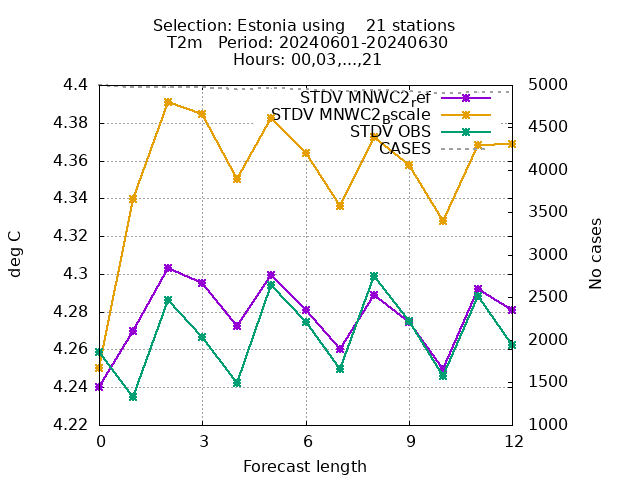 Selection: Estonia using    21 stations
T2m   Period: 20240601-20240630
Hours: 00,03,...,21
STDV MNWC2_ref
STDV MNWC2_Bscale
STDV OBS
CASES
4.4
4.38
4.36
4.34
4.32
4.3
4.28
4.26
4.24
4.22
5000
4500
4000
3500
3000
2500
2000
1500
1000
deg C
No cases
0 3 6 9 12
Forecast length